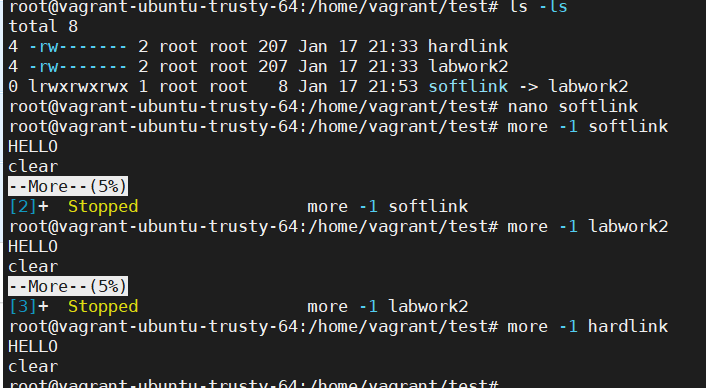 root@vagrant-ubuntu-trusty-64:/home/vagrant/test# ls -ls
total 8
4 -rw------- 2 root root 207 Jan 17 21:33 hardlink
4 -rw------- 2 root root 207 Jan 17 21:33 labwork2
0 lrwxrwxrwx 1 root root   8 Jan 17 21:53 softlink -> labwork2
root@vagrant-ubuntu-trusty-64:/home/vagrant/test# nano softlink
root@vagrant-ubuntu-trusty-64:/home/vagrant/test# more -1 softlink
HELLO
clear
--More--(5%)
[2]+  Stopped                 more -1 softlink
root@vagrant-ubuntu-trusty-64:/home/vagrant/test# more -1 labwork2
HELLO
clear
--More--(5%)
[3]+  Stopped                 more -1 labwork2
root@vagrant-ubuntu-trusty-64:/home/vagrant/test# more -1 hardlink
HELLO
clear
root@vagrant-ubuntu-trusty-64:/home/vagrant/test#